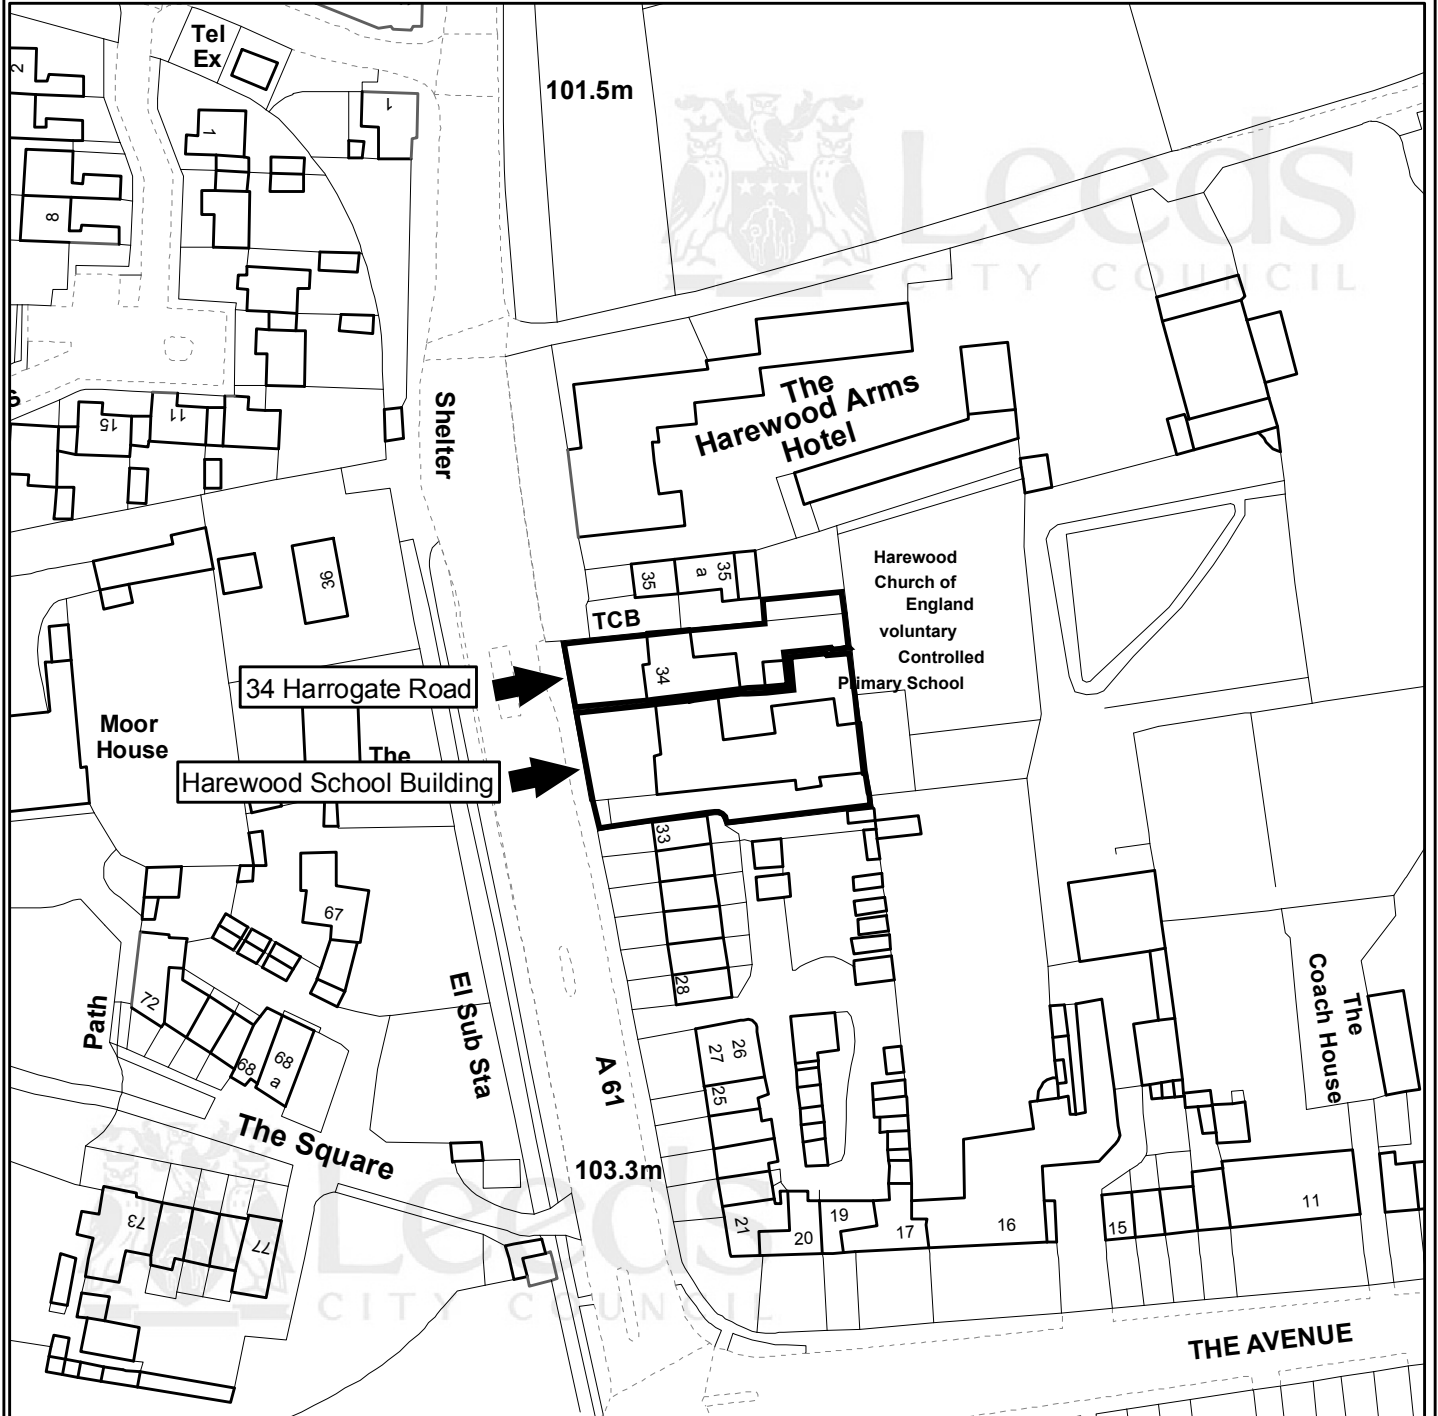 Tel
Ex
101.5m
Leeds
CITY COUNCIL
2
1
1
8
S
15
11
Shelter
The
Harewood Arms
Hotel
36
35
35
a
TCB
Harewood
Church of
England
voluntary
Controlled
Primary School
34
34 Harrogate Road
Moor
House
The
Harewood School Building
33
67
28
72
68
68
a
Path
El Sub Sta
A 61
26
27
25
The
Coach House
The Square
103.3m
Leeds
CITY COUNCIL
73
77
21
20
19
17
16
15
11
THE AVENUE